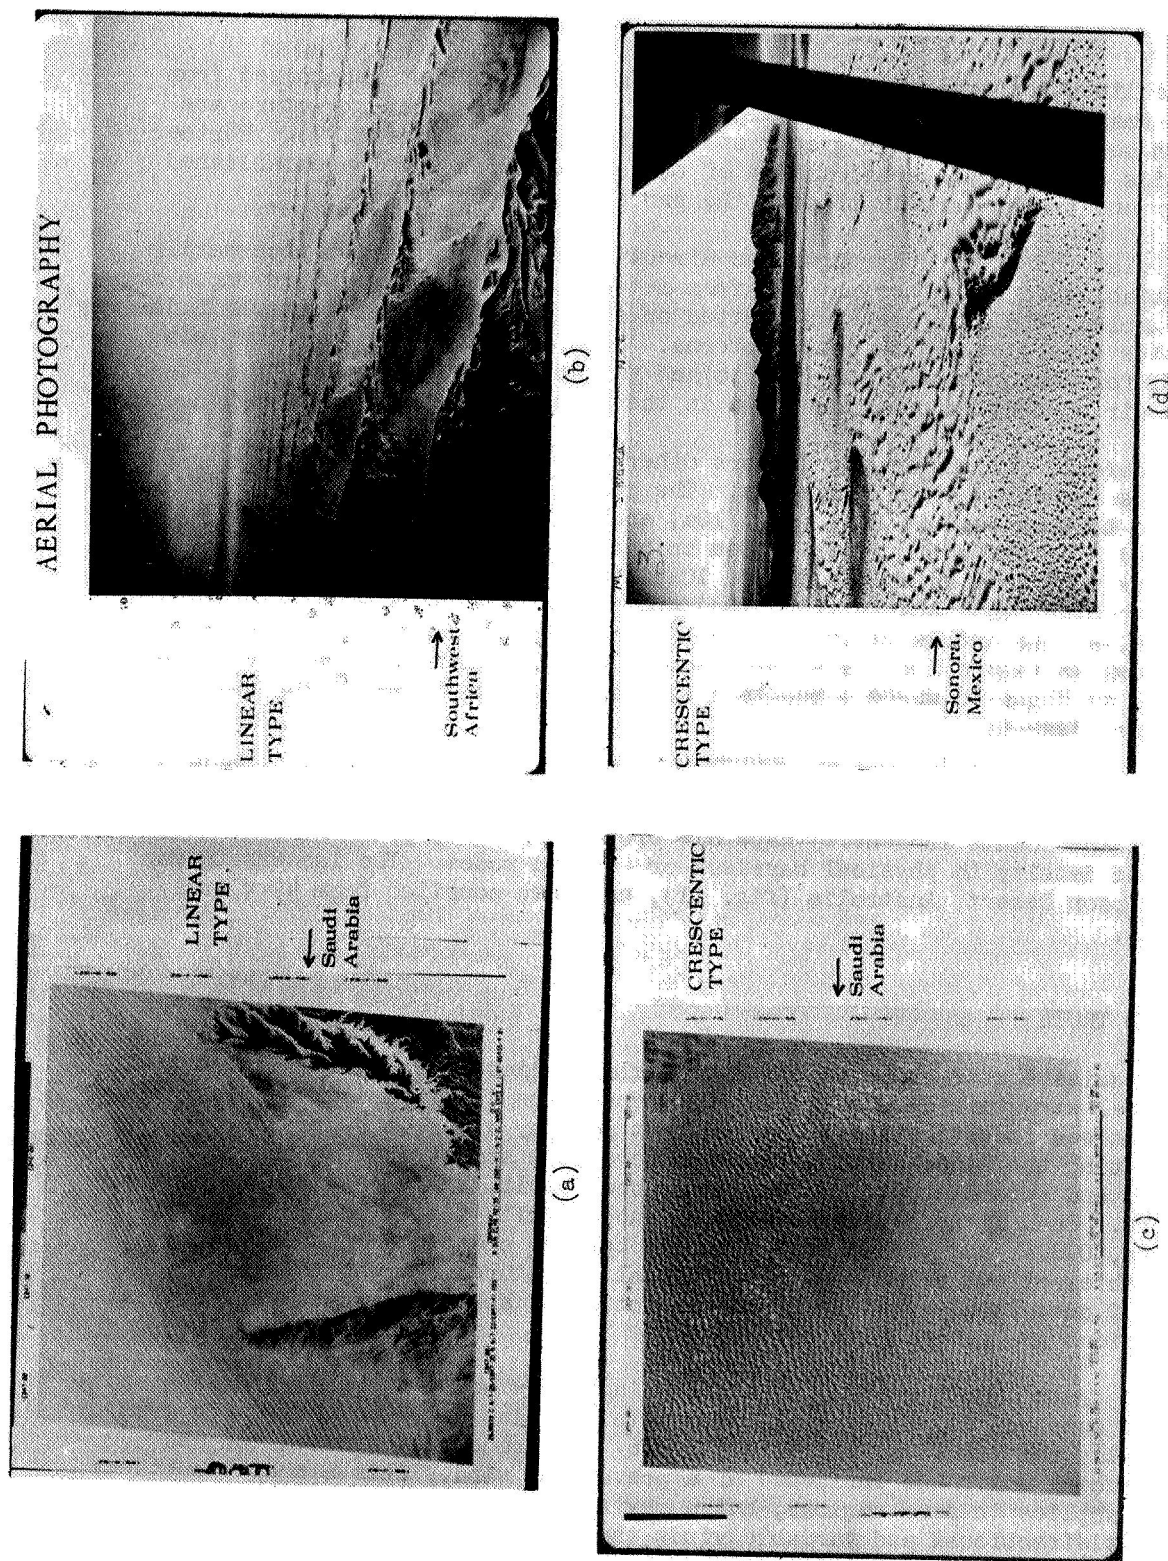 AERIAL PHOTOGRAPHY
LINEAR
TYPE
Saudi
Arabia
(a)
LINEAR
TYPE
Southwest
Africa
(b)
CRESCENTIC
TYPE
Saudi
Arabia
(c)
CRESCENTIC
TYPE
Sonora,
Mexico
(d)